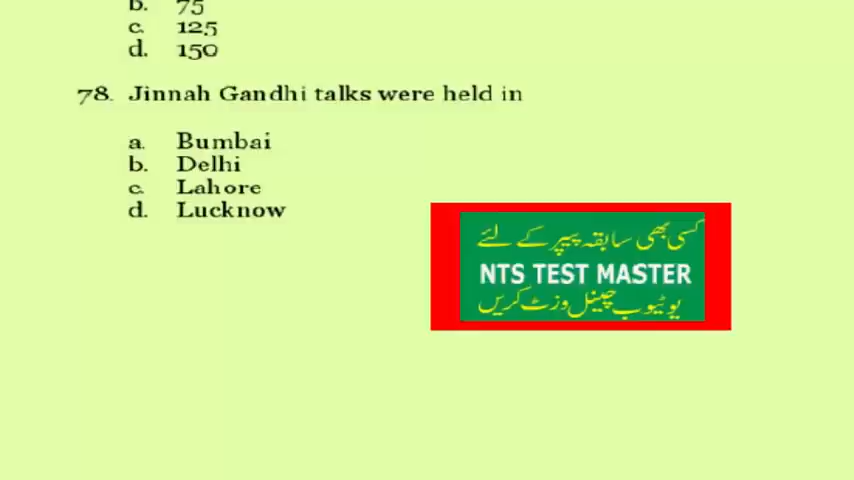 b. 75
c. 125
d. 150
78. Jinnah Gandhi talks were held in
a. Bumbai
b. Delhi
c. Lahore
d. Lucknow
کسی بھی سابقہ پیپر کے لئے
NTS TEST MASTER
یوٹیوب چینل وزٹ کریں